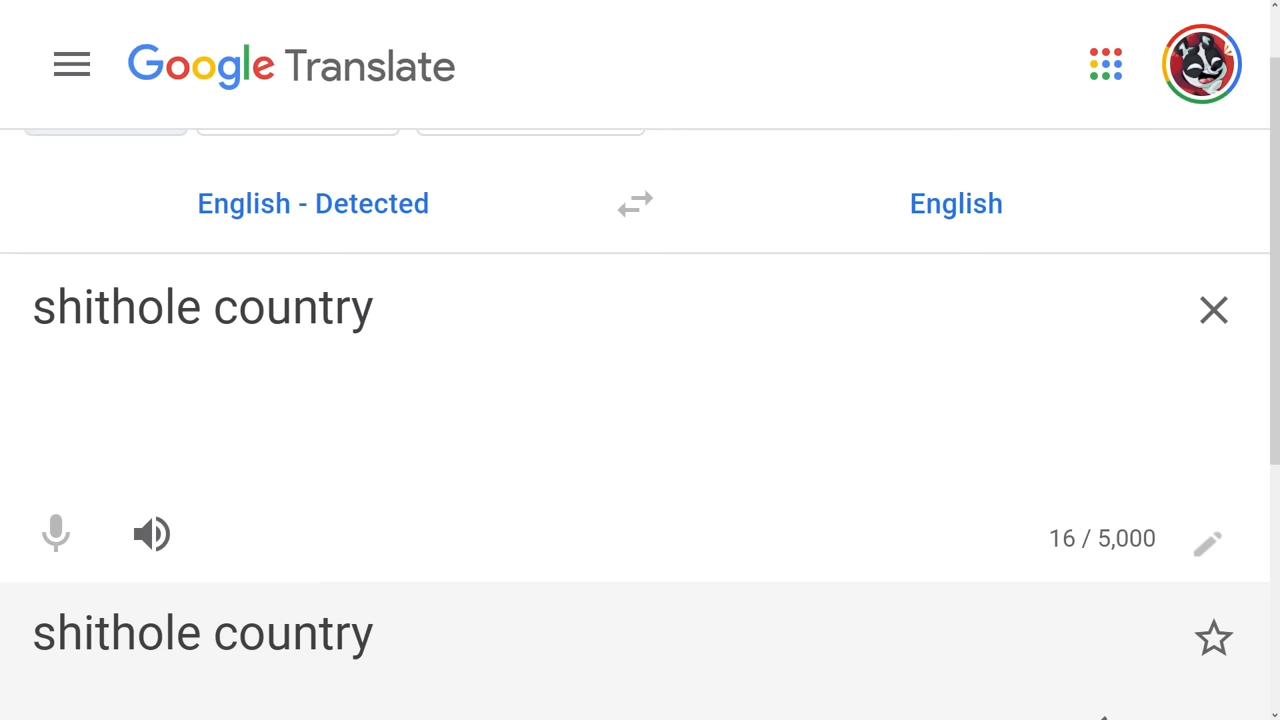 Google Translate
English - Detected
English
shithole country
16 / 5,000
shithole country